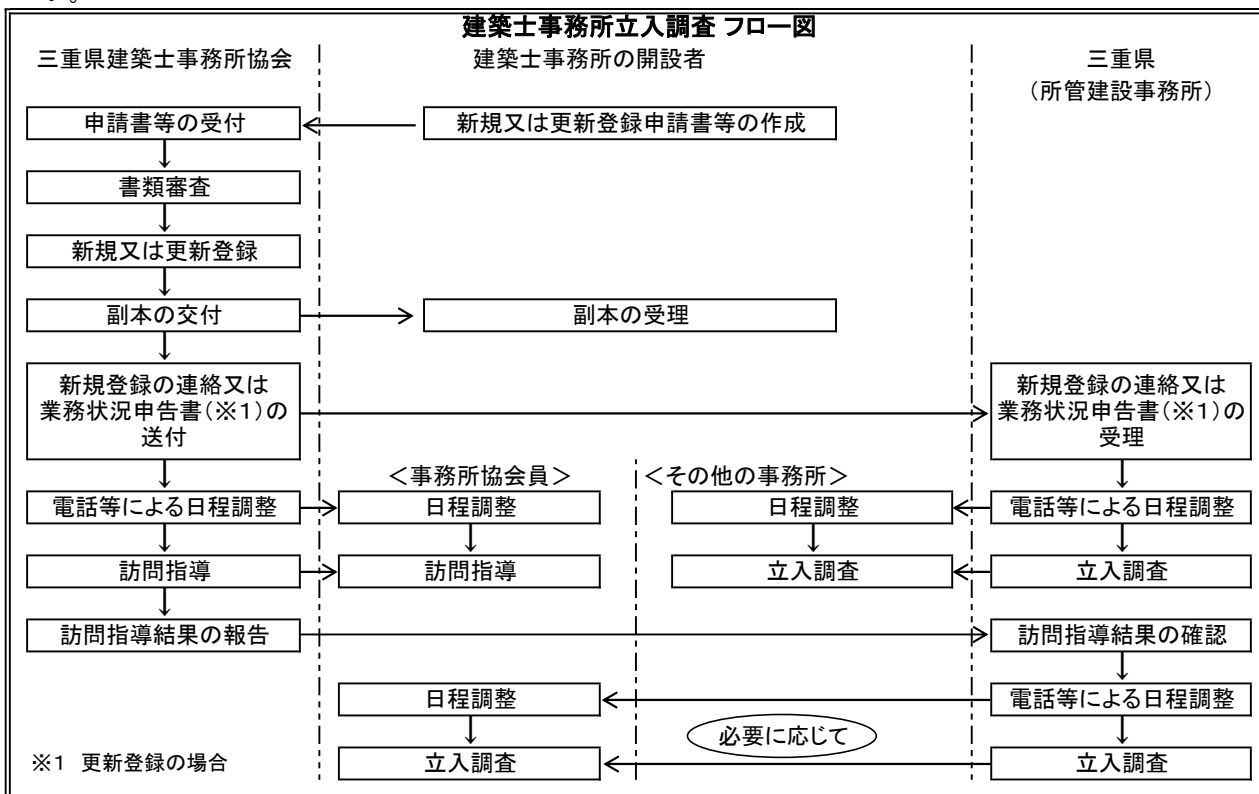 す。
建築士事務所立入調査 フロー図
三重県建築士事務所協会
建築士事務所の開設者
三重県
（所管建設事務所）
申請書等の受付
新規又は更新登録申請書等の作成
書類審査
新規又は更新登録
副本の交付
副本の受理
新規登録の連絡又は
業務状況申告書（※１）の
送付
新規登録の連絡又は
業務状況申告書（※１）の
受理
＜事務所協会員＞
＜その他の事務所＞
電話等による日程調整
日程調整
日程調整
電話等による日程調整
訪問指導
訪問指導
立入調査
立入調査
訪問指導結果の報告
訪問指導結果の確認
日程調整
電話等による日程調整
必要に応じて
※１ 更新登録の場合
立入調査
立入調査